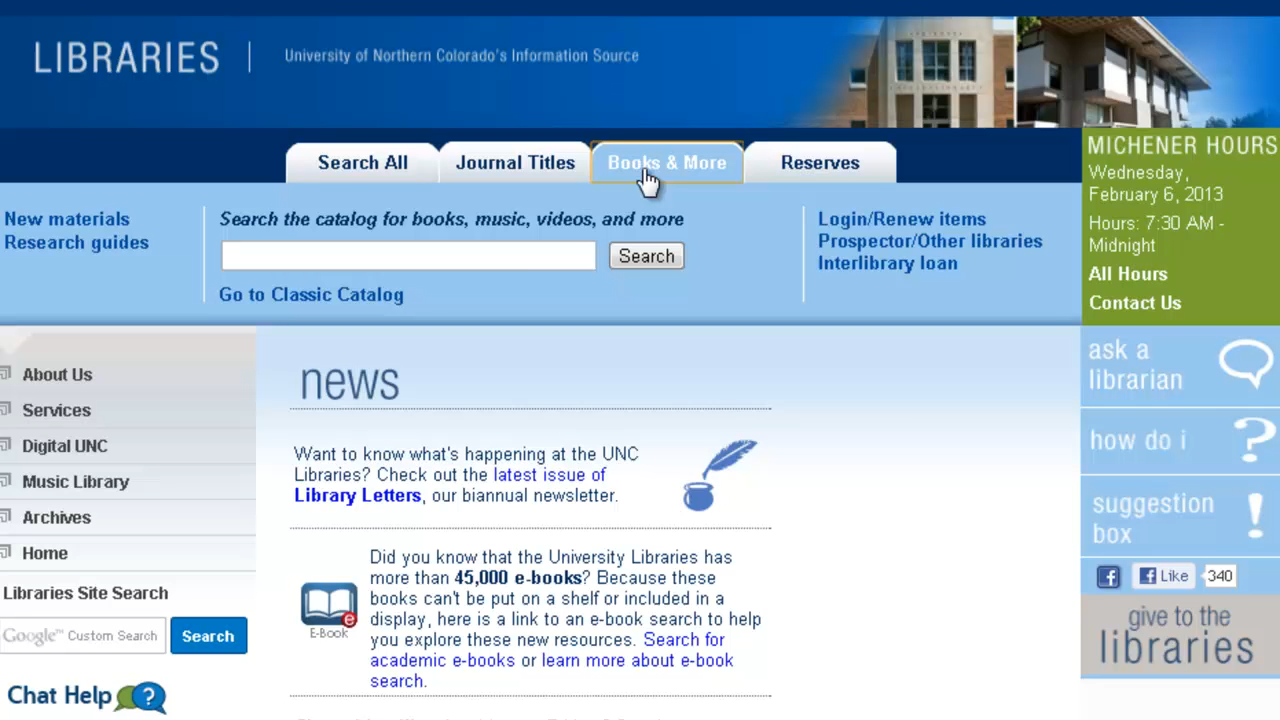 LIBRARIES
University of Northern Colorado's Information Source
Search All
Journal Titles
Books & More
Reserves
New materials
Research guides
Search the catalog for books, music, videos, and more
Search
Go to Classic Catalog
Login/Renew items
Prospector/Other libraries
Interlibrary loan
MICHENER HOURS
Wednesday,
February 6, 2013
Hours: 7:30 AM -
Midnight
All Hours
Contact Us
About Us
Services
Digital UNC
Music Library
Archives
Home
Libraries Site Search
Google™ Custom Search
Search
Chat Help
?
news
Want to know what's happening at the UNC
Libraries? Check out the latest issue of
Library Letters, our biannual newsletter.
E-Book
e
Did you know that the University Libraries has
more than 45,000 e-books? Because these
books can't be put on a shelf or included in a
display, here is a link to an e-book search to help
you explore these new resources. Search for
academic e-books or learn more about e-book
search.
ask a
librarian
how do i
?
suggestion
box
!
f
f Like
340
give to the
libraries